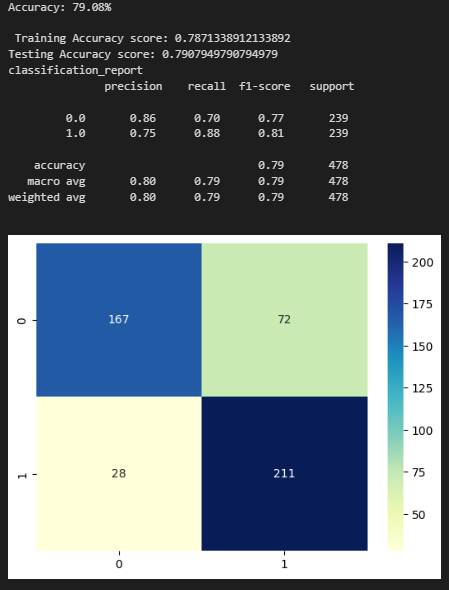 Accuracy: 79.08%
Training Accuracy score: 0.7871338912133892
Testing Accuracy score: 0.7907949790794979
classification_report
precision recall f1-score support
0.0 0.86 0.70 0.77 239
1.0 0.75 0.88 0.81 239
accuracy 0.79 478
macro avg 0.80 0.79 0.79 478
weighted avg 0.80 0.79 0.79 478
200
175
150
125
100
75
50
0 167 72
1 28 211
0 1